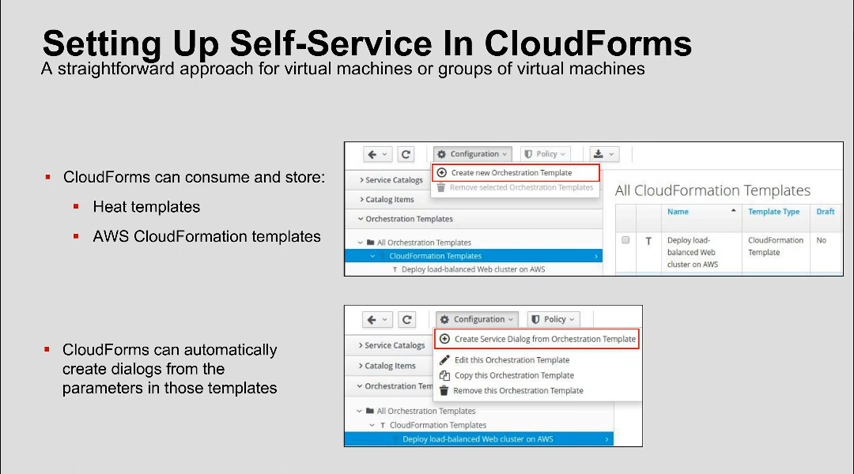 Setting Up Self-Service In CloudForms
A straightforward approach for virtual machines or groups of virtual machines
CloudForms can consume and store:
Heat templates
AWS CloudFormation templates
Configuration
Policy
Create new Orchestration Template
Remove selected Orchestration Templates
Service Catalogs
Catalog Items
Orchestration Templates
All Orchestration Templates
CloudFormation Templates
T Deploy load-balanced Web cluster on AWS
All CloudFormation Templates
Name Template Type Draft
T Deploy load- CloudFormation No
balanced Web Template
cluster on AWS
CloudForms can automatically
create dialogs from the
parameters in those templates
Configuration
Policy
Create Service Dialog from Orchestration Template
Edit this Orchestration Template
Copy this Orchestration Template
Remove this Orchestration Template
Service Catalogs
Catalog Items
Orchestration Tem
All Orchestration Templates
T CloudFormation Templates
Deploy load-balanced Web cluster on AWS